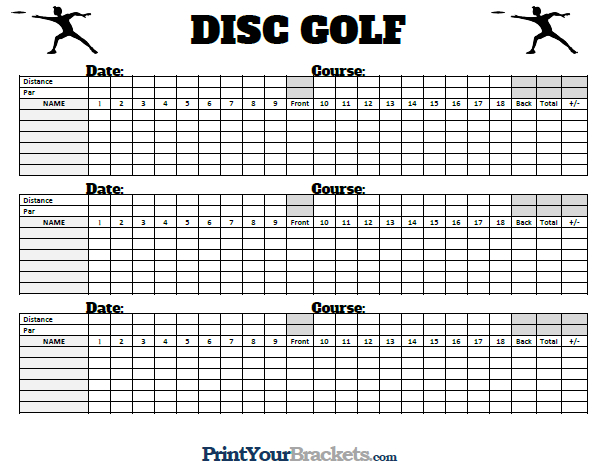 DISC GOLF
Date: Course:
Distance
Par
NAME 1 2 3 4 5 6 7 8 9 Front 10 11 12 13 14 15 16 17 18 Back Total +/-
Date: Course:
Distance
Par
NAME 1 2 3 4 5 6 7 8 9 Front 10 11 12 13 14 15 16 17 18 Back Total +/-
Date: Course:
Distance
Par
NAME 1 2 3 4 5 6 7 8 9 Front 10 11 12 13 14 15 16 17 18 Back Total +/-
PrintYourBrackets.com